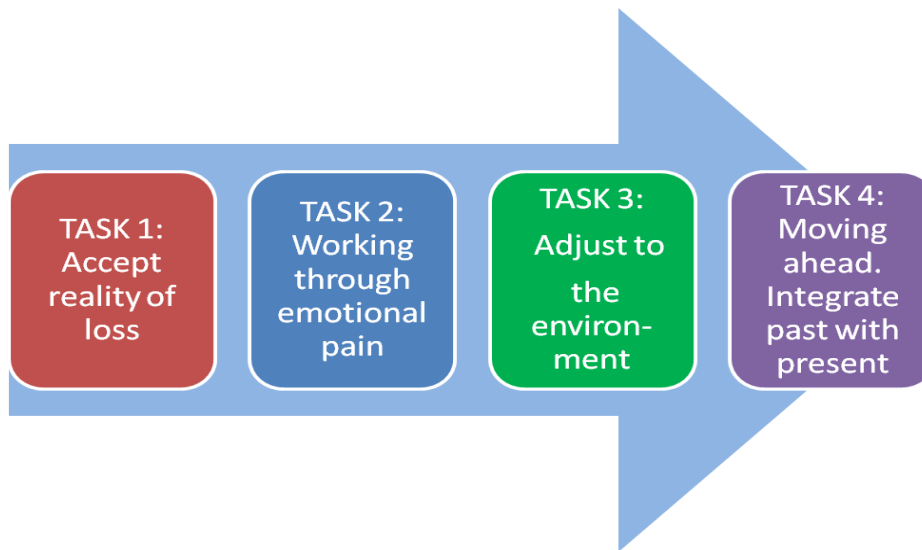 TASK 1:
Accept
reality of
loss
TASK 2:
Working
through
emotional
pain
TASK 3:
Adjust to
the
environ-
ment
TASK 4:
Moving
ahead.
Integrate
past with
present